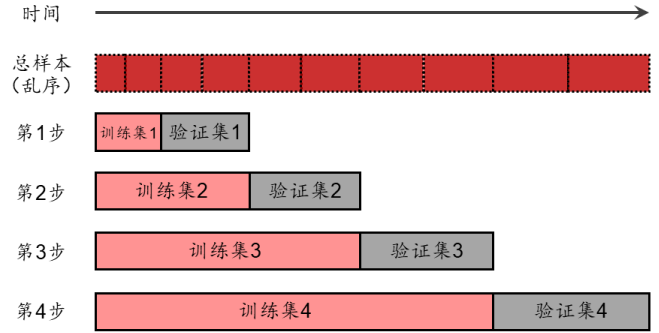 时间
总样本
（乱序）
第1步
训练集1 验证集1
第2步
训练集2 验证集2
第3步
训练集3 验证集3
第4步
训练集4 验证集4